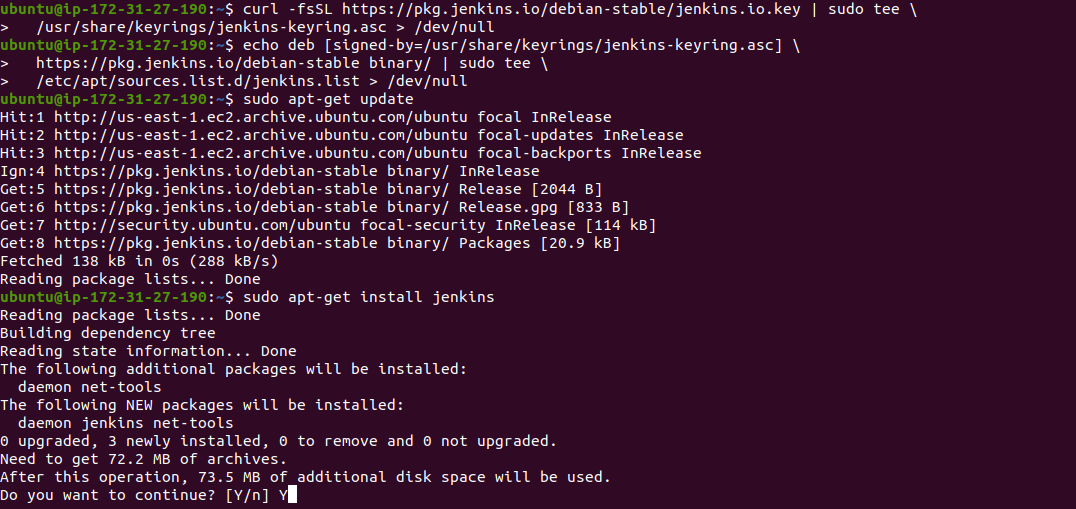 ubuntu@ip-172-31-27-190:~$ curl -fsSL https://pkg.jenkins.io/debian-stable/jenkins.io.key | sudo tee \
>   /usr/share/keyrings/jenkins-keyring.asc > /dev/null
ubuntu@ip-172-31-27-190:~$ echo deb [signed-by=/usr/share/keyrings/jenkins-keyring.asc] \
>   https://pkg.jenkins.io/debian-stable binary/ | sudo tee \
>   /etc/apt/sources.list.d/jenkins.list > /dev/null
ubuntu@ip-172-31-27-190:~$ sudo apt-get update
Hit:1 http://us-east-1.ec2.archive.ubuntu.com/ubuntu focal InRelease
Hit:2 http://us-east-1.ec2.archive.ubuntu.com/ubuntu focal-updates InRelease
Hit:3 http://us-east-1.ec2.archive.ubuntu.com/ubuntu focal-backports InRelease
Ign:4 https://pkg.jenkins.io/debian-stable binary/ InRelease
Get:5 https://pkg.jenkins.io/debian-stable binary/ Release [2044 B]
Get:6 https://pkg.jenkins.io/debian-stable binary/ Release.gpg [833 B]
Get:7 http://security.ubuntu.com/ubuntu focal-security InRelease [114 kB]
Get:8 https://pkg.jenkins.io/debian-stable binary/ Packages [20.9 kB]
Fetched 138 kB in 0s (288 kB/s)
Reading package lists... Done
ubuntu@ip-172-31-27-190:~$ sudo apt-get install jenkins
Reading package lists... Done
Building dependency tree
Reading state information... Done
The following additional packages will be installed:
  daemon net-tools
The following NEW packages will be installed:
  daemon jenkins net-tools
0 upgraded, 3 newly installed, 0 to remove and 0 not upgraded.
Need to get 72.2 MB of archives.
After this operation, 73.5 MB of additional disk space will be used.
Do you want to continue? [Y/n] Y